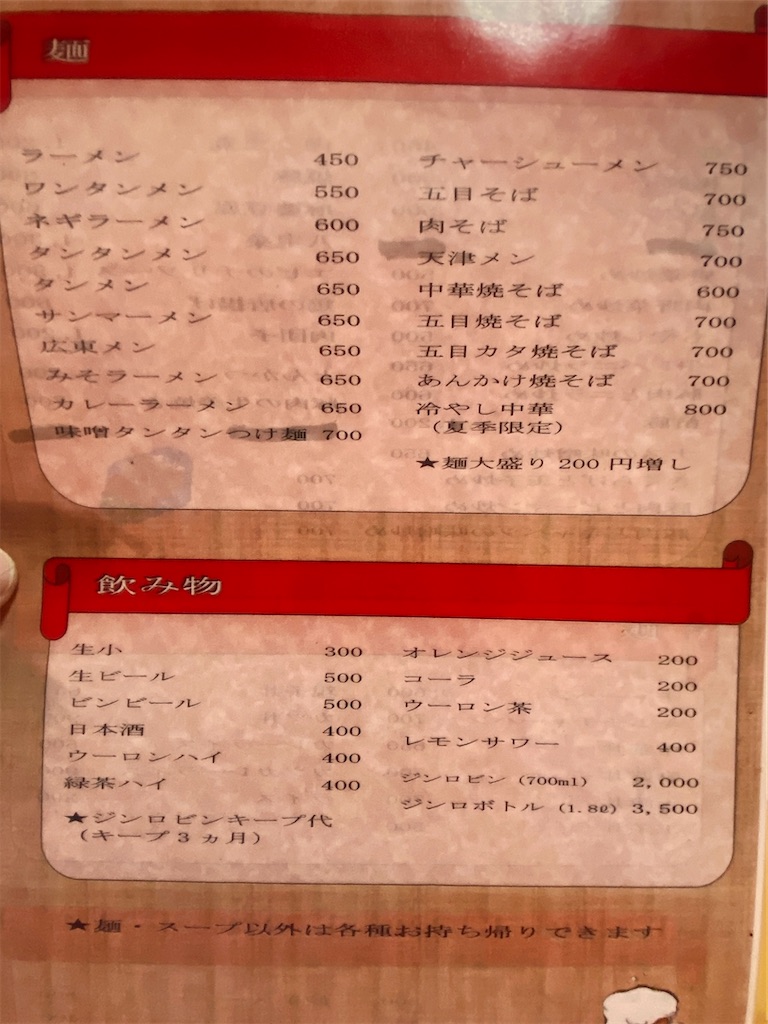 麺
ラーメン 450
ワンタンメン 550
ネギラーメン 600
タンタンメン 650
タンメン 650
サンマーメン 650
広東メン 650
みそラーメン 650
カレーラーメン 650
味噌タンタンつけ麺 700
チャーシューメン 750
五目そば 700
肉そば 750
天津メン 700
中華焼そば 600
五目焼そば 700
五目カタ焼そば 700
あんかけ焼そば 700
冷やし中華 800
（夏季限定）
★麺大盛り 200 円増し
飲み物
生小 300
生ビール 500
ビンビール 500
日本酒 400
ウーロンハイ 400
緑茶ハイ 400
★ジンロビンキープ代
（キープ 3 ヵ月）
オレンジジュース 200
コーラ 200
ウーロン茶 200
レモンサワー 400
ジンロビン（700ml） 2,000
ジンロボトル（1.8ℓ） 3,500
★麺・スープ以外は各種お持ち帰りできます